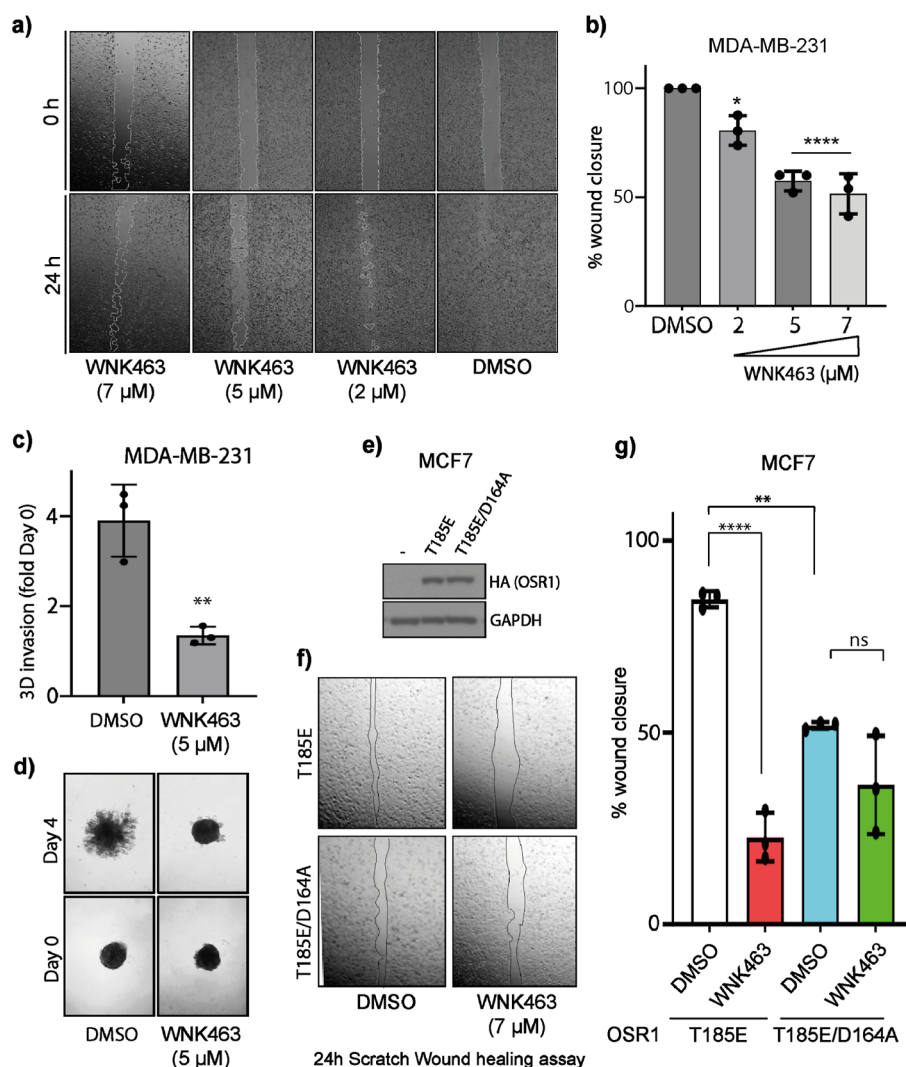 a)
0 h
24 h
WNK463
(7 µM)
WNK463
(5 µM)
WNK463
(2 µM)
DMSO
b)
MDA-MB-231
% wound closure
100
50
0
*
****
DMSO
2
5
7
WNK463 (µM)
c)
MDA-MB-231
3D invasion (fold Day 0)
4
2
0
**
DMSO
WNK463
(5 µM)
d)
Day 4
Day 0
DMSO
WNK463
(5 µM)
e)
MCF7
-
T185E
T185E/D164A
HA (OSR1)
GAPDH
f)
T185E
T185E/D164A
DMSO
WNK463
(7 µM)
24h Scratch Wound healing assay
g)
MCF7
% wound closure
100
50
0
**
****
ns
DMSO
WNK463
DMSO
WNK463
OSR1
T185E
T185E/D164A